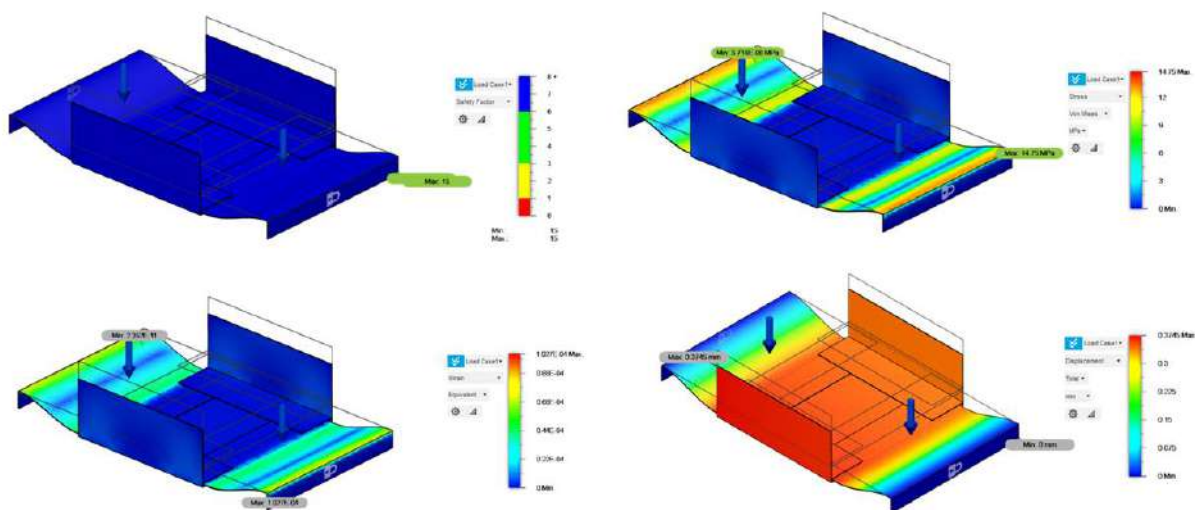 Load Case1
Safety Factor
8 +
7
6
5
4
3
2
1
0
Max: 15
Min: 15
Max: 15
Load Case1
Stress
Von Mises
MPa
14.75 Max
12
9
6
3
0 Min
Max: 14.75 MPa
Load Case1
Strain
Equivalent
0 Min
Load Case1
Displacement
Total
mm
0.3745 Max
0.3
0.225
0.15
0.075
0 Min
Max: 0.3745 mm
Min: 0 mm